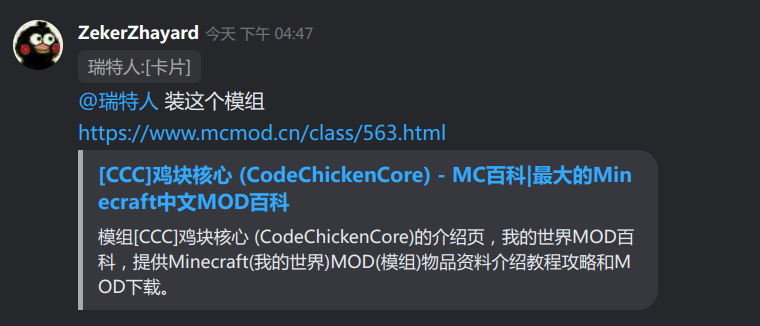 ZekerZhayard 今天 下午 04:47
瑞特人:[卡片]
@瑞特人 装这个模组
https://www.mcmod.cn/class/563.html
[CCC]鸡块核心 (CodeChickenCore) - MC百科|最大的Min
ecraft中文MOD百科
模组[CCC]鸡块核心 (CodeChickenCore)的介绍页，我的世界MOD百
科，提供Minecraft(我的世界)MOD(模组)物品资料介绍教程攻略和M
OD下载。